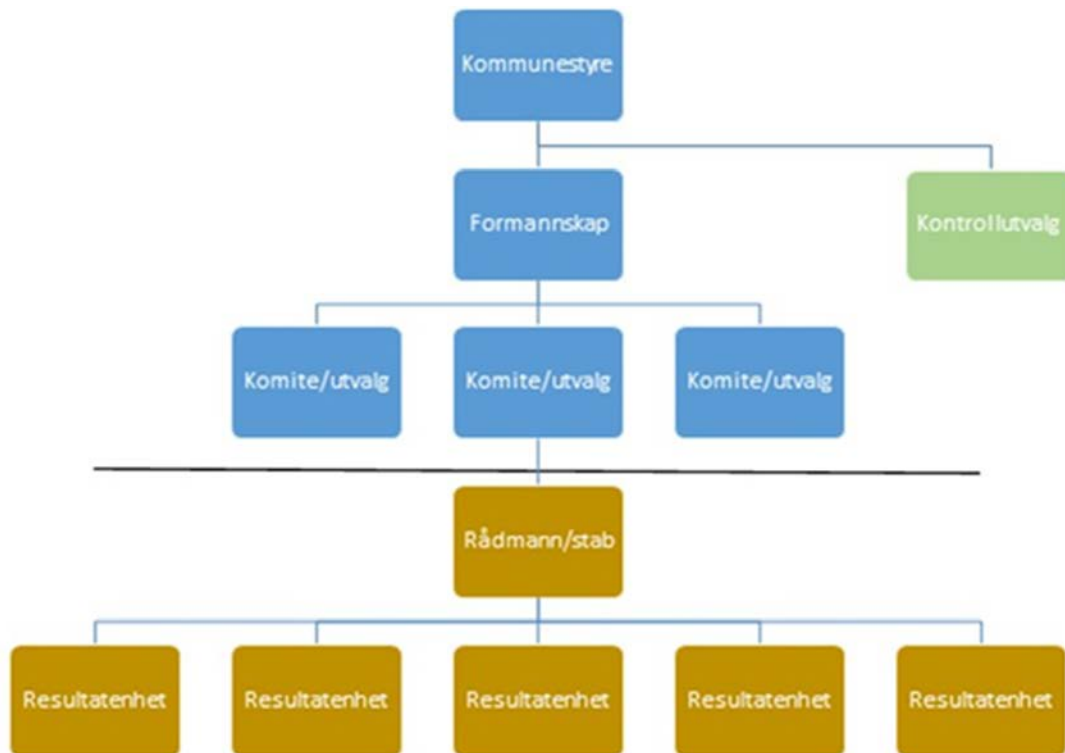 Kommunestyre
Formannskap
Kontrollutvalg
Komite/utvalg
Komite/utvalg
Komite/utvalg
Rådmann/stab
Resultatenhet
Resultatenhet
Resultatenhet
Resultatenhet
Resultatenhet